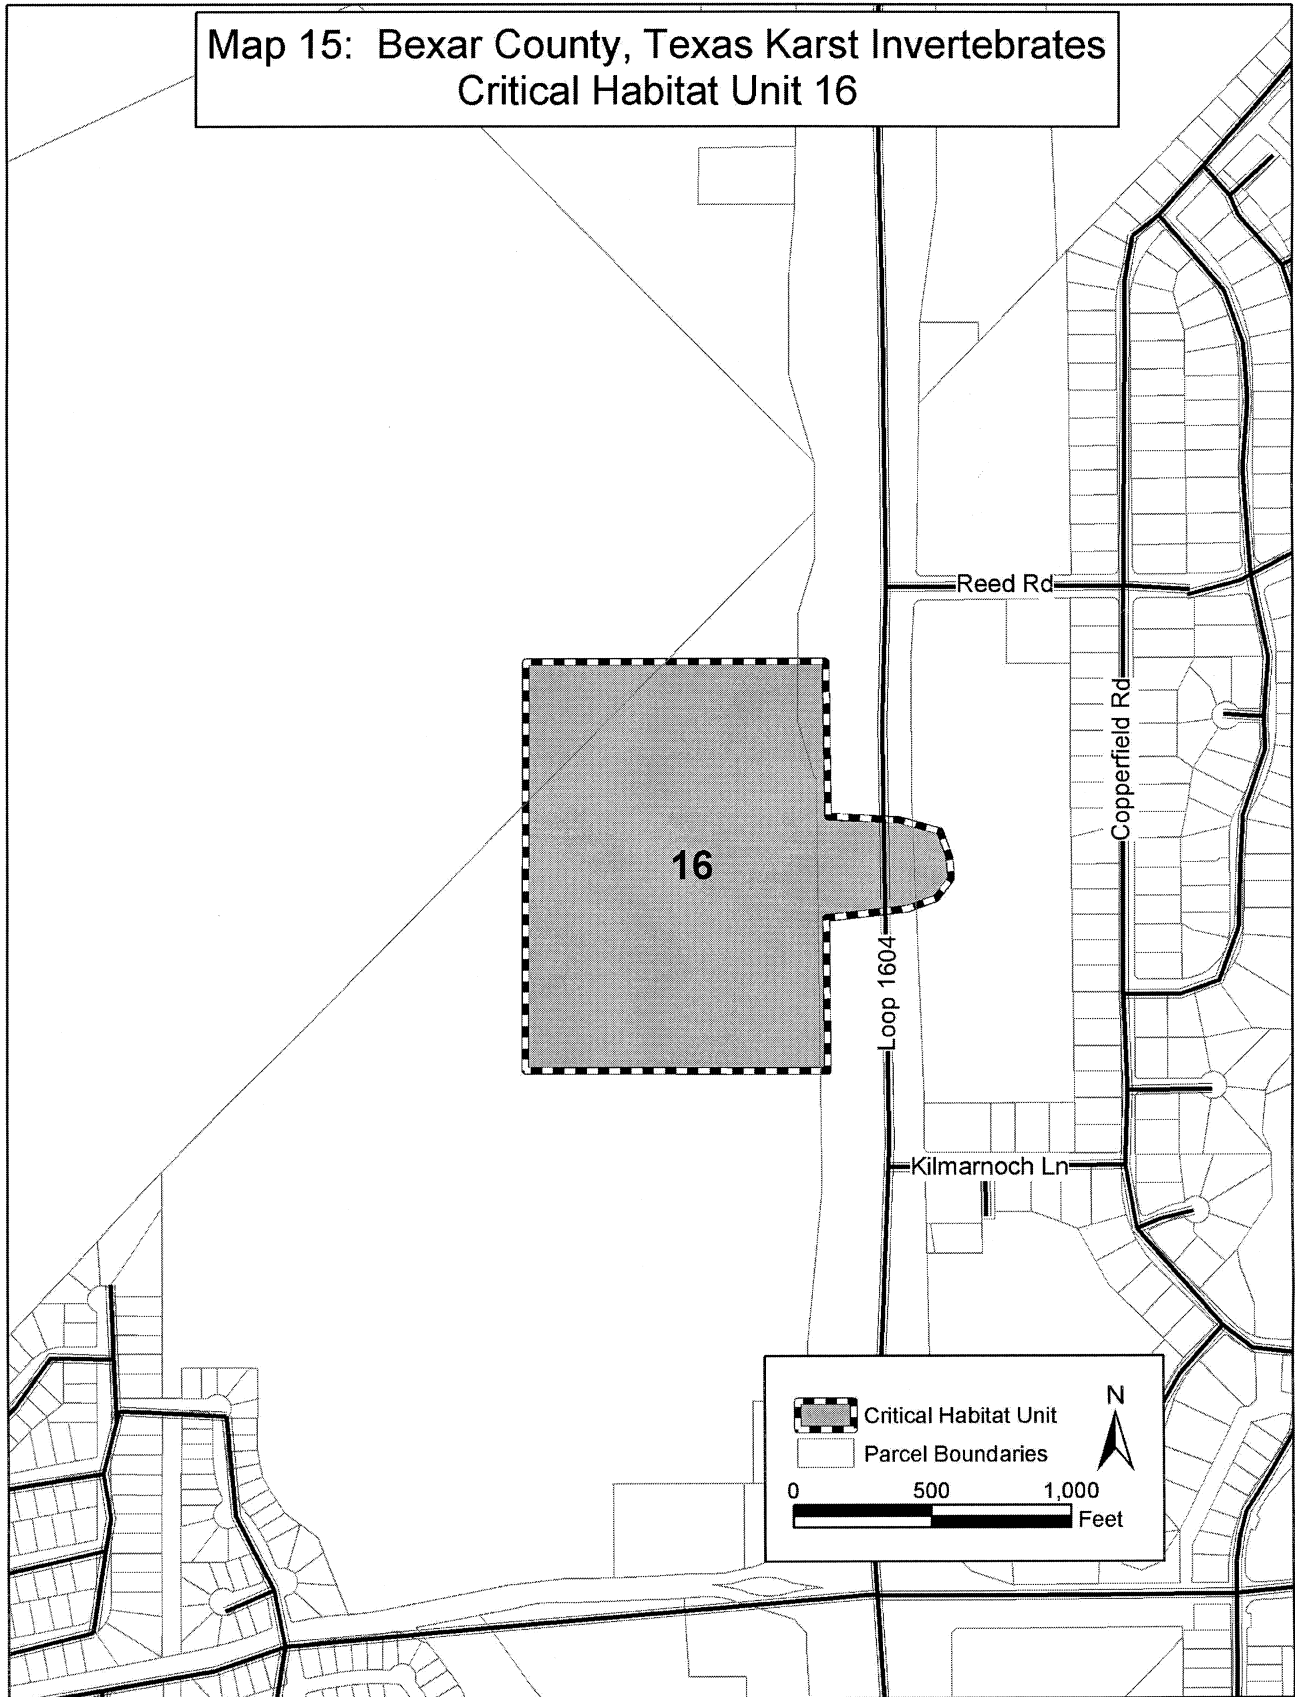 Map 15: Bexar County, Texas Karst Invertebrates
Critical Habitat Unit 16
Reed Rd
Copperfield Rd
16
Loop 1604
Kilmarnoch Ln
N
Critical Habitat Unit
Parcel Boundaries
0 500 1,000
Feet